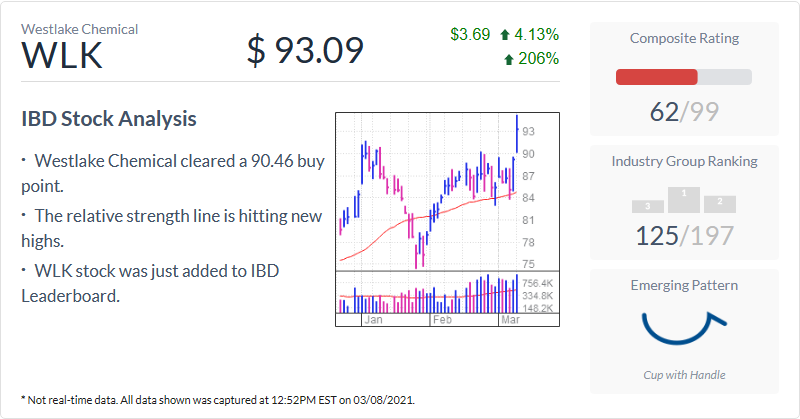 Westlake Chemical
WLK
$ 93.09
$3.69 4.13%
206%
IBD Stock Analysis
• Westlake Chemical cleared a 90.46 buy
point.
• The relative strength line is hitting new
highs.
• WLK stock was just added to IBD
Leaderboard.
93
90
87
84
81
78
75
756.4K
334.8K
148.2K
Jan Feb Mar
Composite Rating
62/99
Industry Group Ranking
3 1 2
125/197
Emerging Pattern
Cup with Handle
* Not real-time data. All data shown was captured at 12:52PM EST on 03/08/2021.